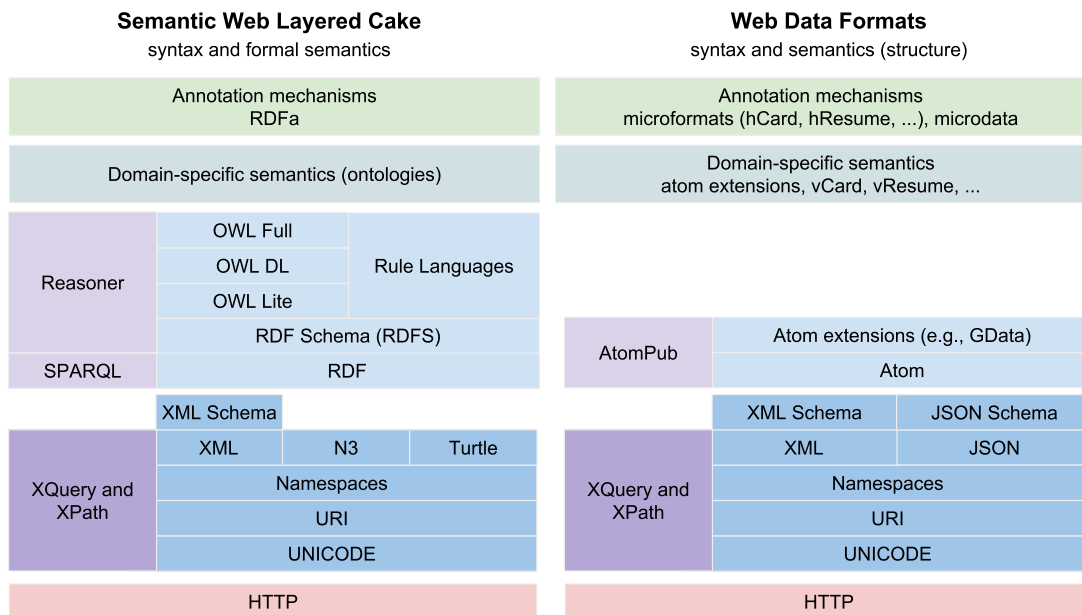 Semantic Web Layered Cake
syntax and formal semantics
Annotation mechanisms
RDFa
Domain-specific semantics (ontologies)
Reasoner
OWL Full
OWL DL
OWL Lite
Rule Languages
RDF Schema (RDFS)
SPARQL
RDF
XML Schema
XQuery and
XPath
XML
N3
Turtle
Namespaces
URI
UNICODE
HTTP
Web Data Formats
syntax and semantics (structure)
Annotation mechanisms
microformats (hCard, hResume, ...), microdata
Domain-specific semantics
atom extensions, vCard, vResume, ...
AtomPub
Atom extensions (e.g., GData)
Atom
XML Schema
JSON Schema
XQuery and
XPath
XML
JSON
Namespaces
URI
UNICODE
HTTP